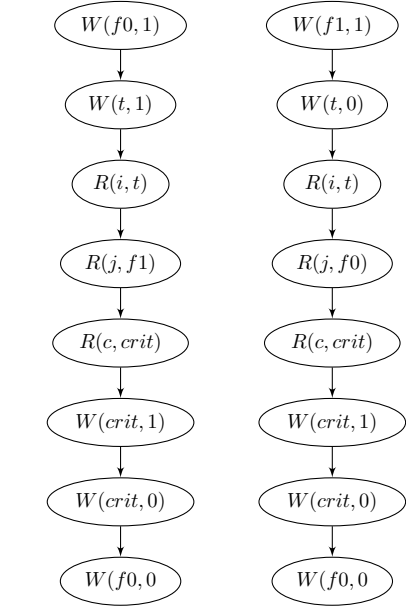 W(f0, 1) W(f1, 1)
W(t, 1) W(t, 0)
R(i, t) R(i, t)
R(j, f1) R(j, f0)
R(c, crit) R(c, crit)
W(crit, 1) W(crit, 1)
W(crit, 0) W(crit, 0)
W(f0, 0 W(f0, 0